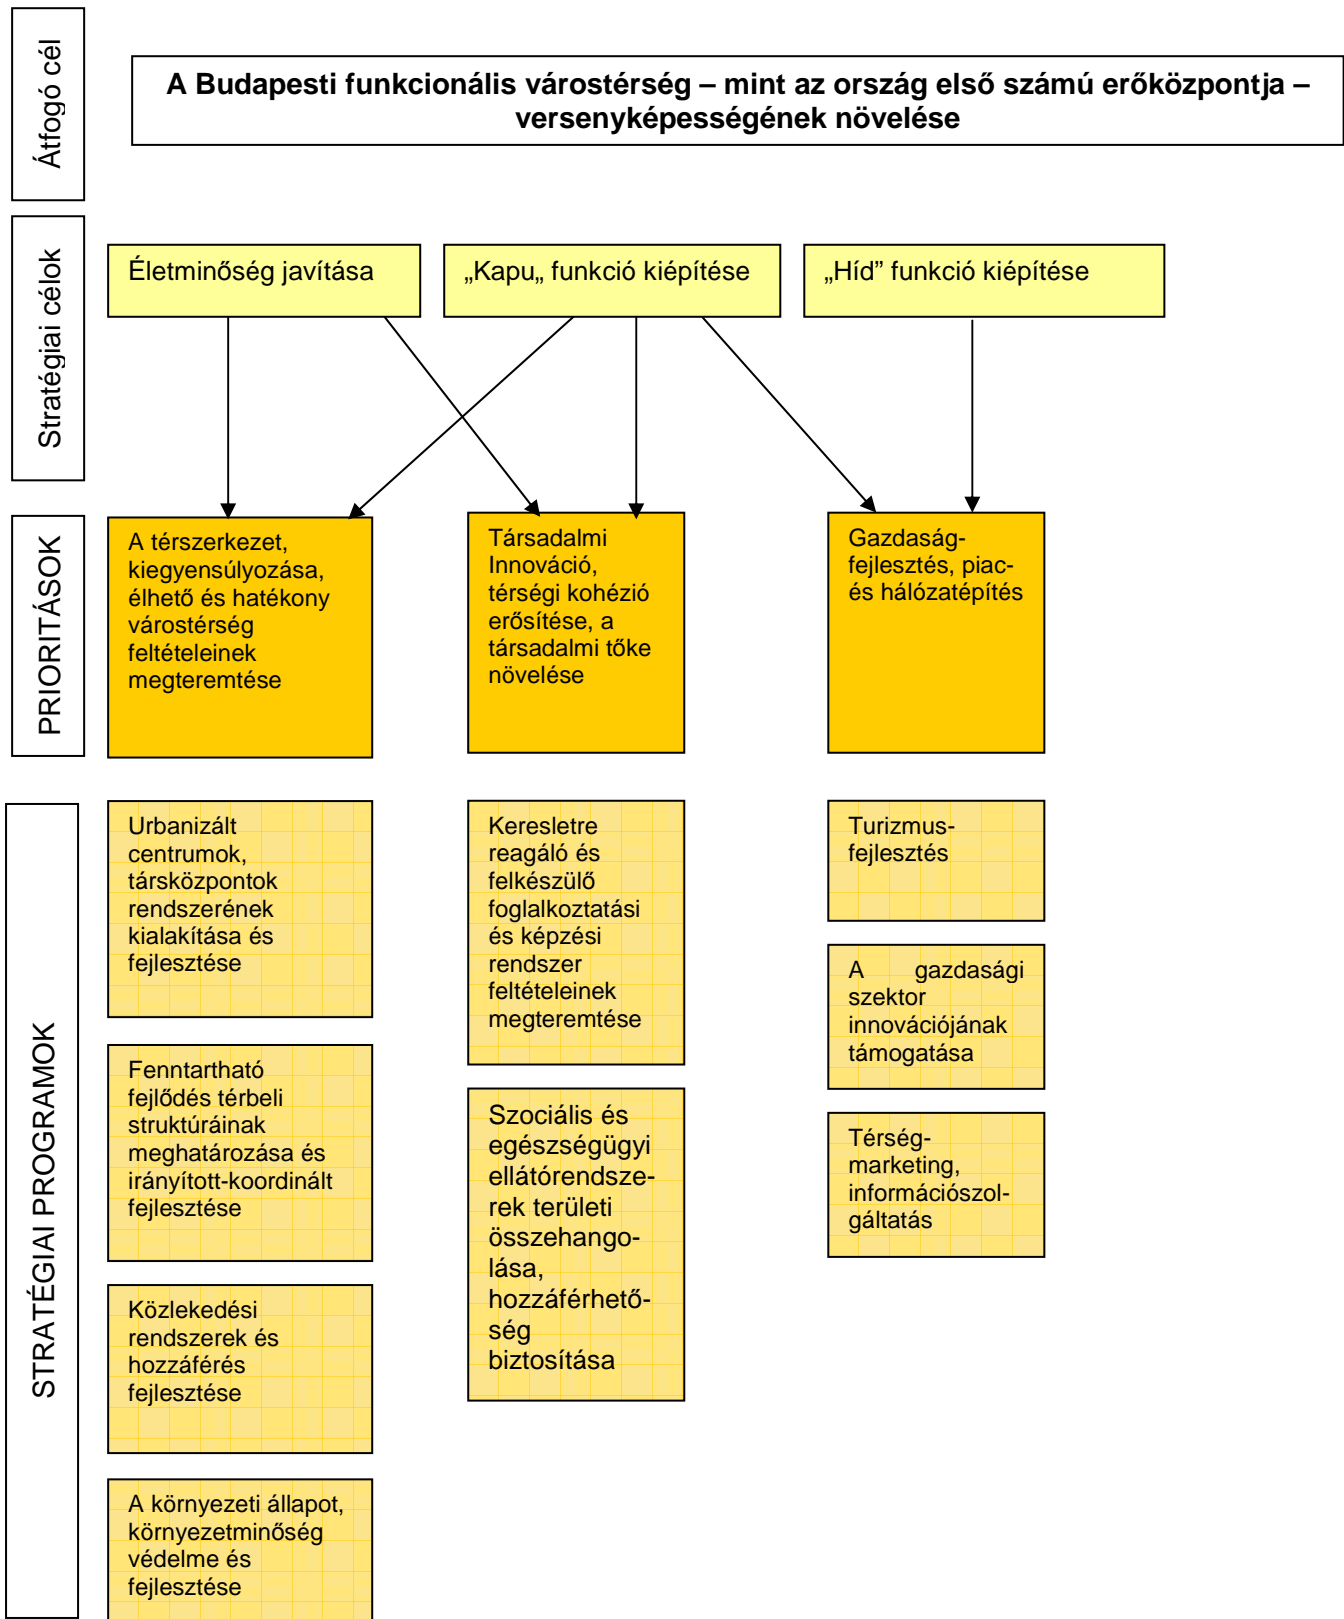 Átfogó cél
A Budapesti funkcionális várostérség – mint az ország első számú erőközpontja –
versenyképességének növelése
Stratégiai célok
Életminőség javítása
„Kapu„ funkció kiépítése
„Híd” funkció kiépítése
PRIORITÁSOK
A térszerkezet,
kiegyensúlyozása,
élhető és hatékony
várostérség
feltételeinek
megteremtése
Társadalmi
Innováció,
térségi kohézió
erősítése, a
társadalmi tőke
növelése
Gazdaság-
fejlesztés, piac-
és hálózatépítés
STRATÉGIAI PROGRAMOK
Urbanizált
centrumok,
társközpontok
rendszerének
kialakítása és
fejlesztése
Fenntartható
fejlődés térbeli
struktúráinak
meghatározása és
irányított-koordinált
fejlesztése
Közlekedési
rendszerek és
hozzáférés
fejlesztése
A környezeti állapot,
környezetminőség
védelme és
fejlesztése
Keresletre
reagáló és
felkészülő
foglalkoztatási
és képzési
rendszer
feltételeinek
megteremtése
Szociális és
egészségügyi
ellátórendsze-
rek területi
összehango-
lása,
hozzáférhető-
ség
biztosítása
Turizmus-
fejlesztés
A gazdasági
szektor
innovációjának
támogatása
Térség-
marketing,
információszol-
gáltatás